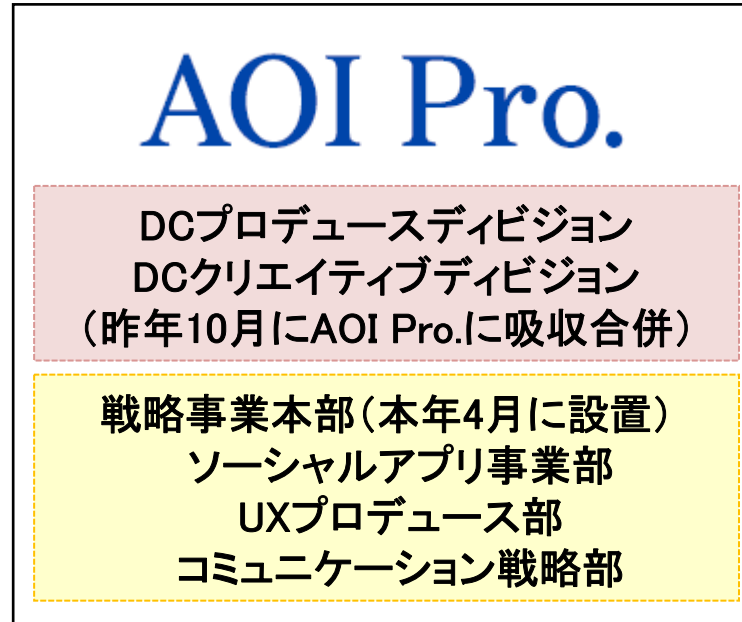 AOI Pro.
DCプロデュースディビジョン
DCクリエイティブディビジョン
（昨年10月にAOI Pro.に吸収合併）
戦略事業本部（本年4月に設置）
ソーシャルアプリ事業部
UXプロデュース部
コミュニケーション戦略部